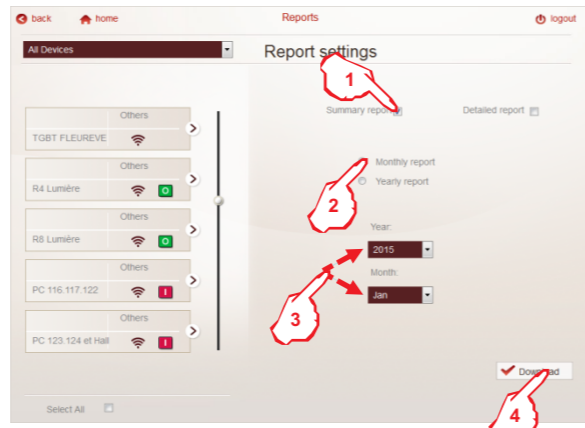 back
home
Reports
logout
All Devices
Report settings
1
Summary report
Detailed report
Monthly report
Yearly report
2
Year:
2015
Month:
Jan
3
Others
TGBT FLEUREVE
Others
R4 Lumière
O
Others
R8 Lumière
O
Others
PC 116.117.122
I
Others
PC 123.124 et Hall
I
Select All
Download
4